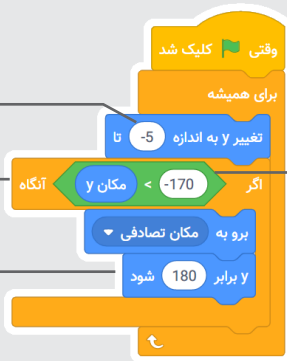 وقتی کلیک شد
برای همیشه
تغییر y به اندازه -5 تا
اگر -170 > مکان y آنگاه
برو به مکان تصادفی
y برابر 180 شود